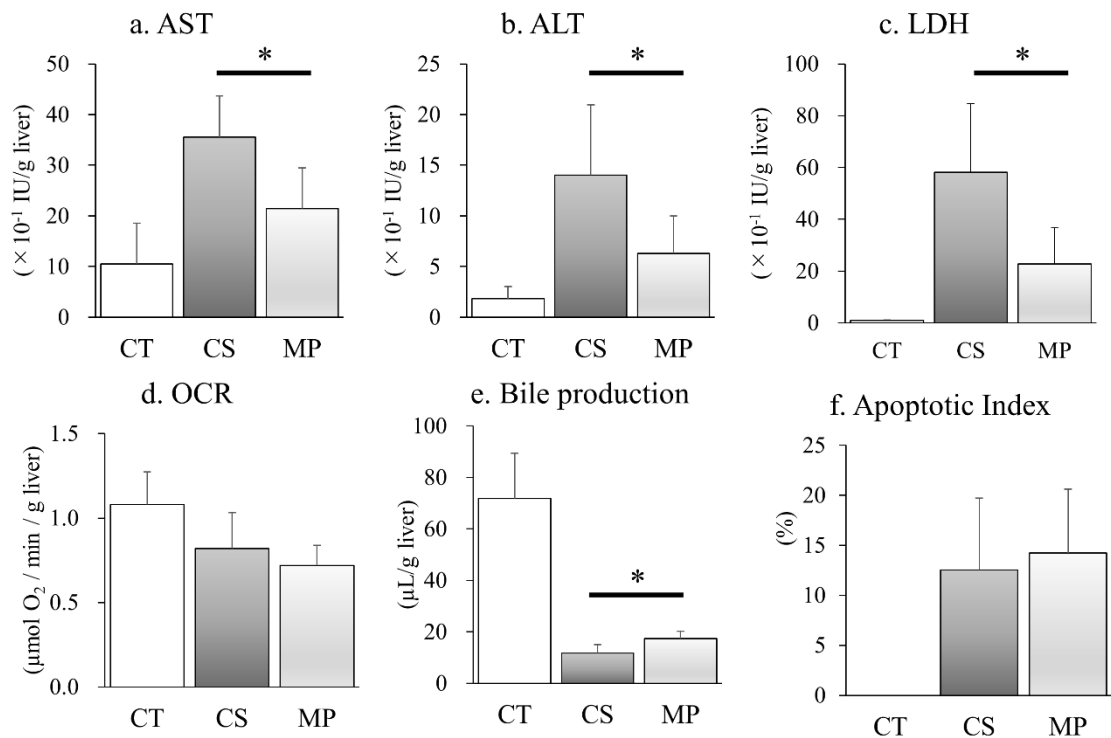 a. AST
50
40
30
20
10
0
(×10⁻¹ IU/g liver)
*
CT CS MP
b. ALT
25
20
15
10
5
0
(×10⁻¹ IU/g liver)
*
CT CS MP
c. LDH
100
80
60
40
20
0
(×10⁻¹ IU/g liver)
*
CT CS MP
d. OCR
1.5
1.0
0.5
0.0
(μmol O₂ / min / g liver)
CT CS MP
e. Bile production
100
80
60
40
20
0
(μL/g liver)
*
CT CS MP
f. Apoptotic Index
25
20
15
10
5
0
(%)
CT CS MP